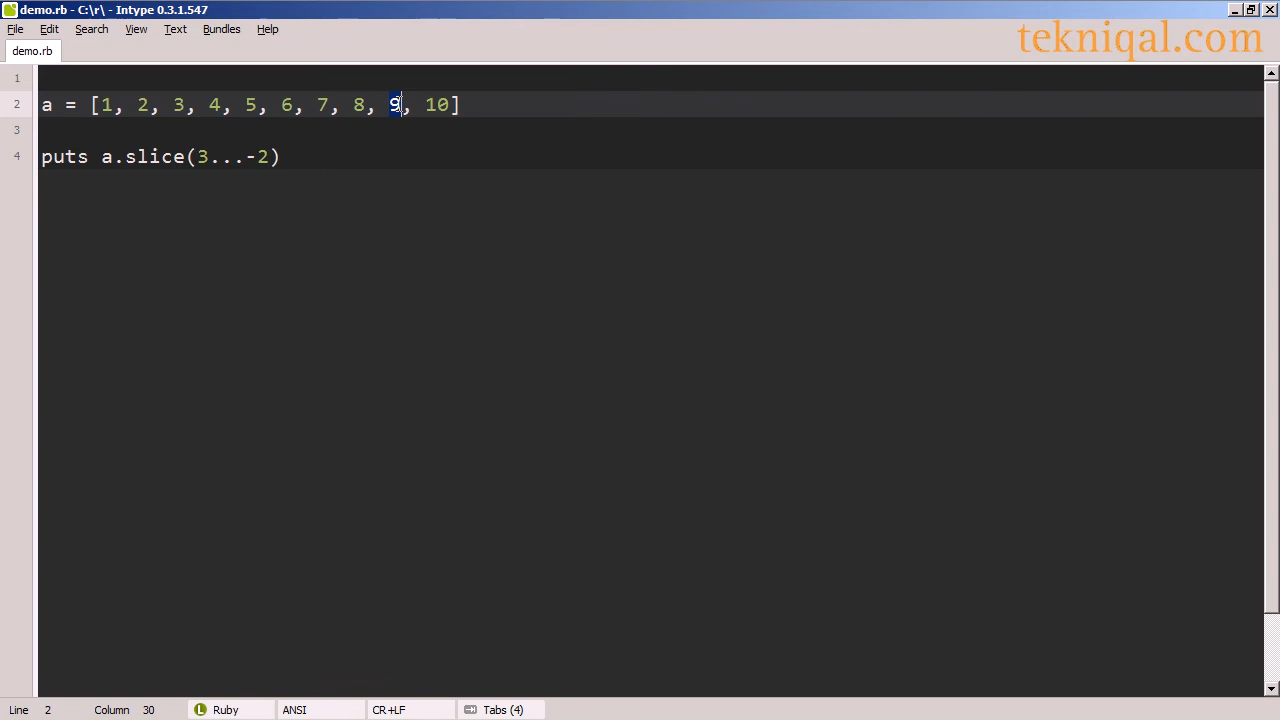 demo.rb - C:\r\ - Intype 0.3.1.547
File Edit Search View Text Bundles Help
tekniqal.com
demo.rb
1
2 a = [1, 2, 3, 4, 5, 6, 7, 8, 9, 10]
3
4 puts a.slice(3...-2)
Line 2 Column 30 L Ruby ANSI CR+LF Tabs (4)